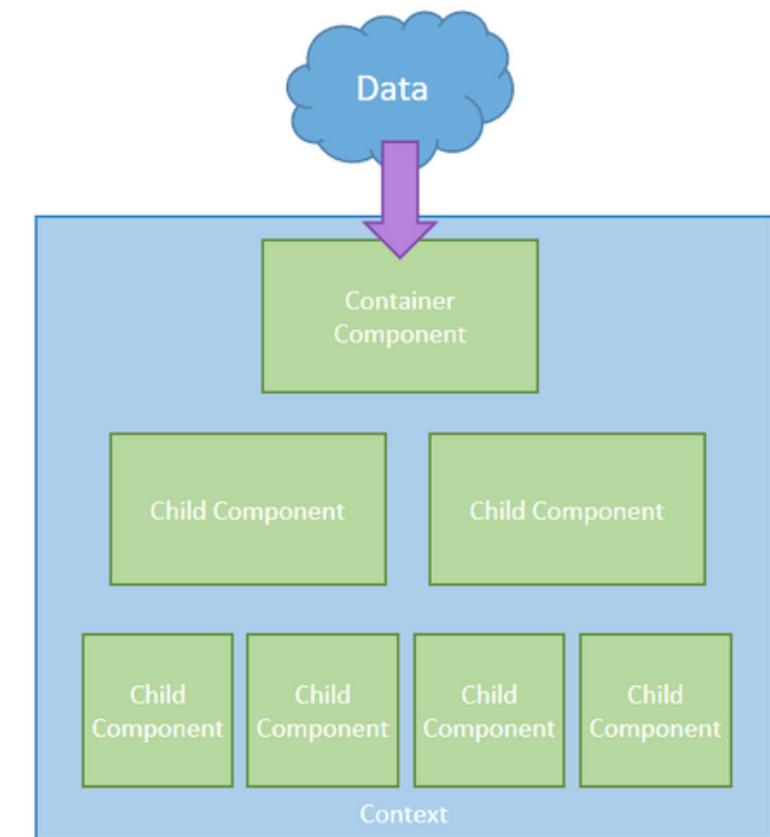 Data
Container
Component
Child Component
Child Component
Child
Component
Child
Component
Child
Component
Child
Component
Context